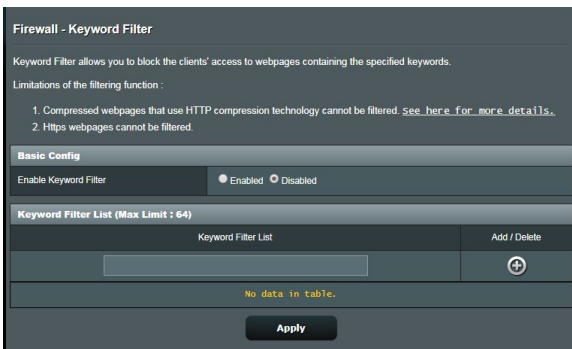 Firewall - Keyword Filter
Keyword Filter allows you to block the clients' access to webpages containing the specified keywords.
Limitations of the filtering function :
1. Compressed webpages that use HTTP compression technology cannot be filtered. See here for more details.
2. Https webpages cannot be filtered.
Basic Config
Enable Keyword Filter Enabled Disabled
Keyword Filter List (Max Limit : 64)
Keyword Filter List Add / Delete
No data in table.
Apply